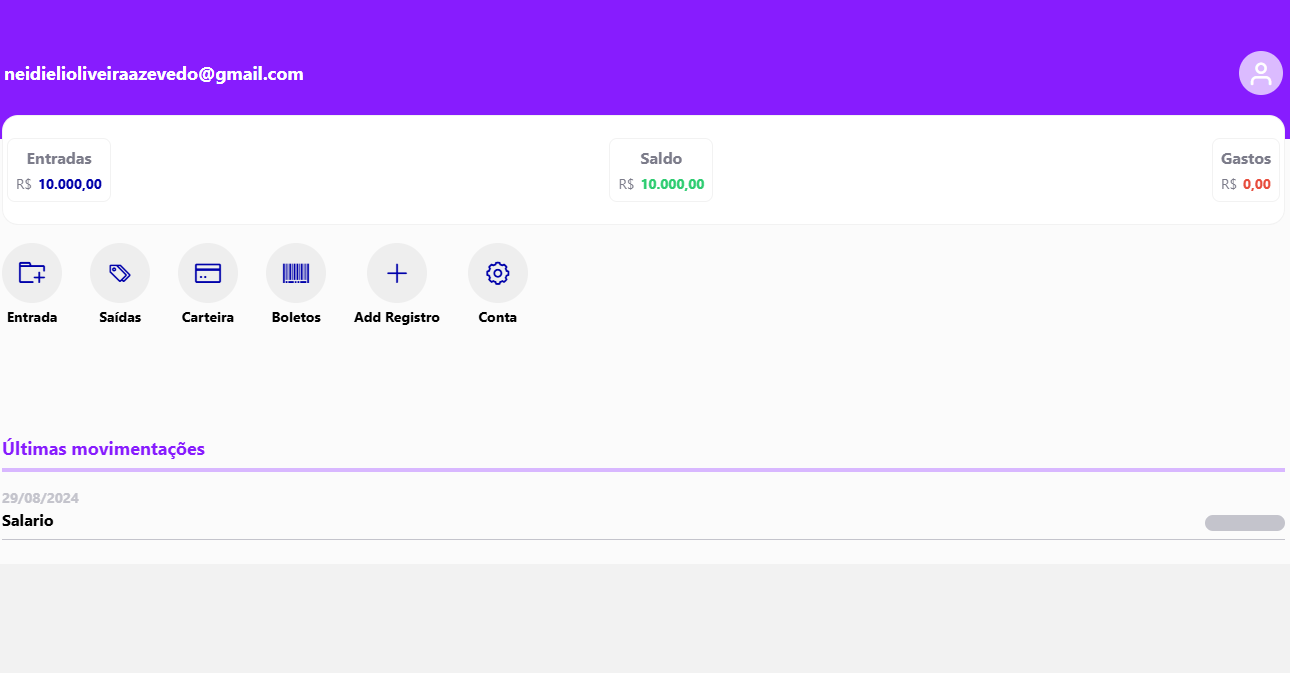 neidielioliveiraazevedo@gmail.com
Entradas
R$ 10.000,00
Saldo
R$ 10.000,00
Gastos
R$ 0,00
Entrada
Saídas
Carteira
Boletos
Add Registro
Conta
Últimas movimentações
29/08/2024
Salario